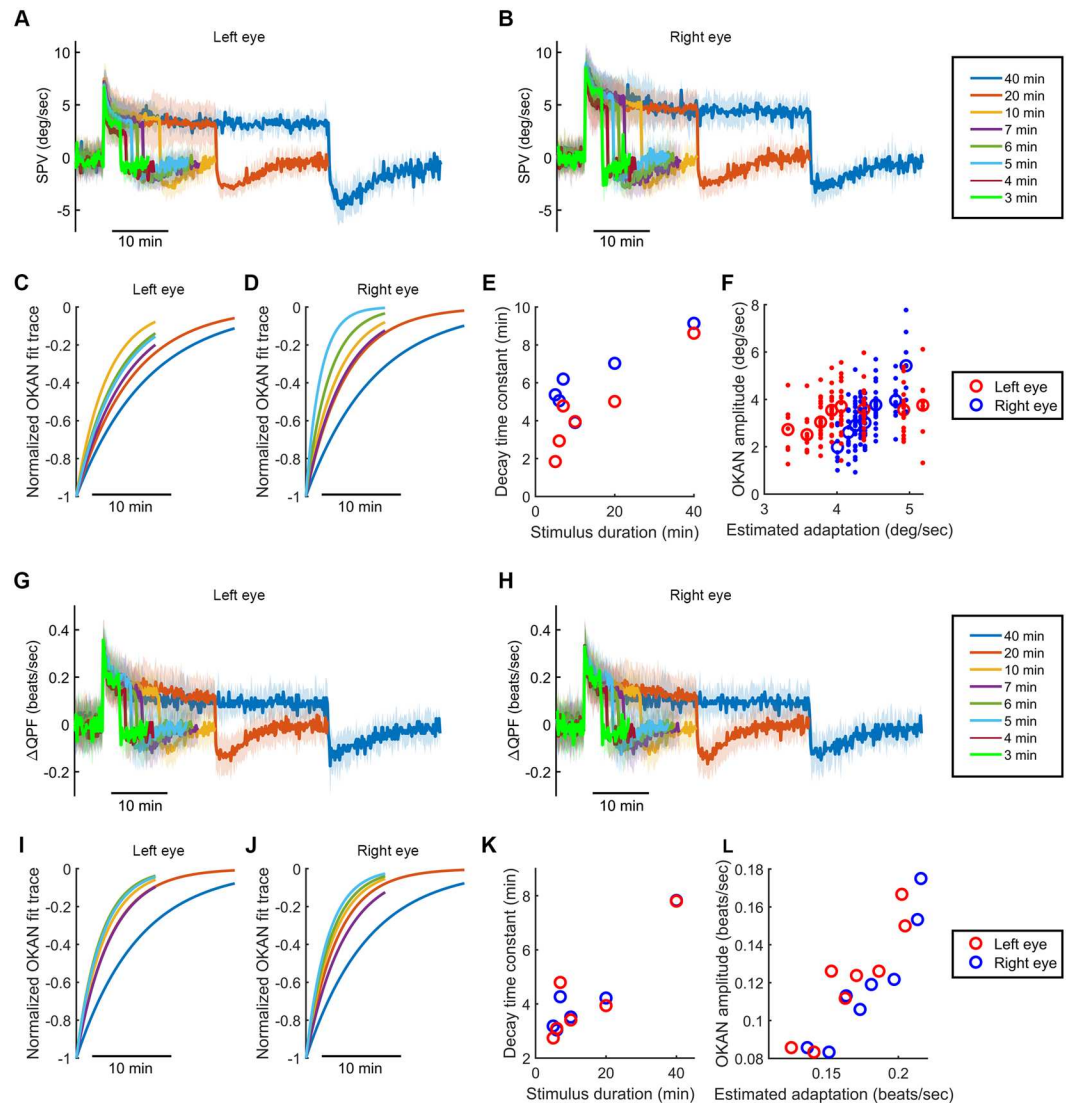 A
Left eye
SPV (deg/sec)
10
5
0
-5
10 min
B
Right eye
SPV (deg/sec)
10
5
0
-5
10 min
40 min
20 min
10 min
7 min
6 min
5 min
4 min
3 min
C
Left eye
Normalized OKAN fit trace
0
-0.2
-0.4
-0.6
-0.8
-1
10 min
D
Right eye
Normalized OKAN fit trace
0
-0.2
-0.4
-0.6
-0.8
-1
10 min
E
Decay time constant (min)
10
8
6
4
2
0
0
20
40
Stimulus duration (min)
F
OKAN amplitude (deg/sec)
8
6
4
2
0
3
4
5
Estimated adaptation (deg/sec)
Left eye
Right eye
G
Left eye
ΔQPF (beats/sec)
0.4
0.2
0
-0.2
10 min
H
Right eye
ΔQPF (beats/sec)
0.4
0.2
0
-0.2
10 min
40 min
20 min
10 min
7 min
6 min
5 min
4 min
3 min
I
Left eye
Normalized OKAN fit trace
0
-0.2
-0.4
-0.6
-0.8
-1
10 min
J
Right eye
Normalized OKAN fit trace
0
-0.2
-0.4
-0.6
-0.8
-1
10 min
K
Decay time constant (min)
8
6
4
2
0
20
40
Stimulus duration (min)
L
OKAN amplitude (beats/sec)
0.18
0.16
0.14
0.12
0.1
0.08
0.15
0.2
Estimated adaptation (beats/sec)
Left eye
Right eye